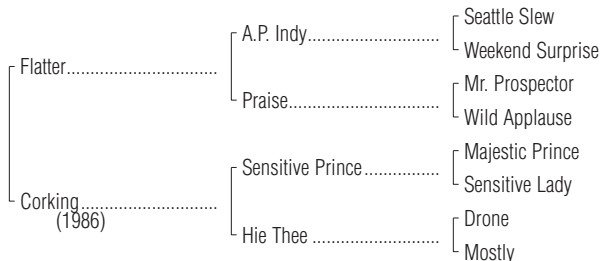 Seattle Slew
A.P. Indy..............................
Weekend Surprise
Flatter..................................
Mr. Prospector
Praise..................................
Wild Applause
Majestic Prince
Sensitive Prince..................
Sensitive Lady
Corking...............................
(1986)
Drone
Hie Thee .............................
Mostly